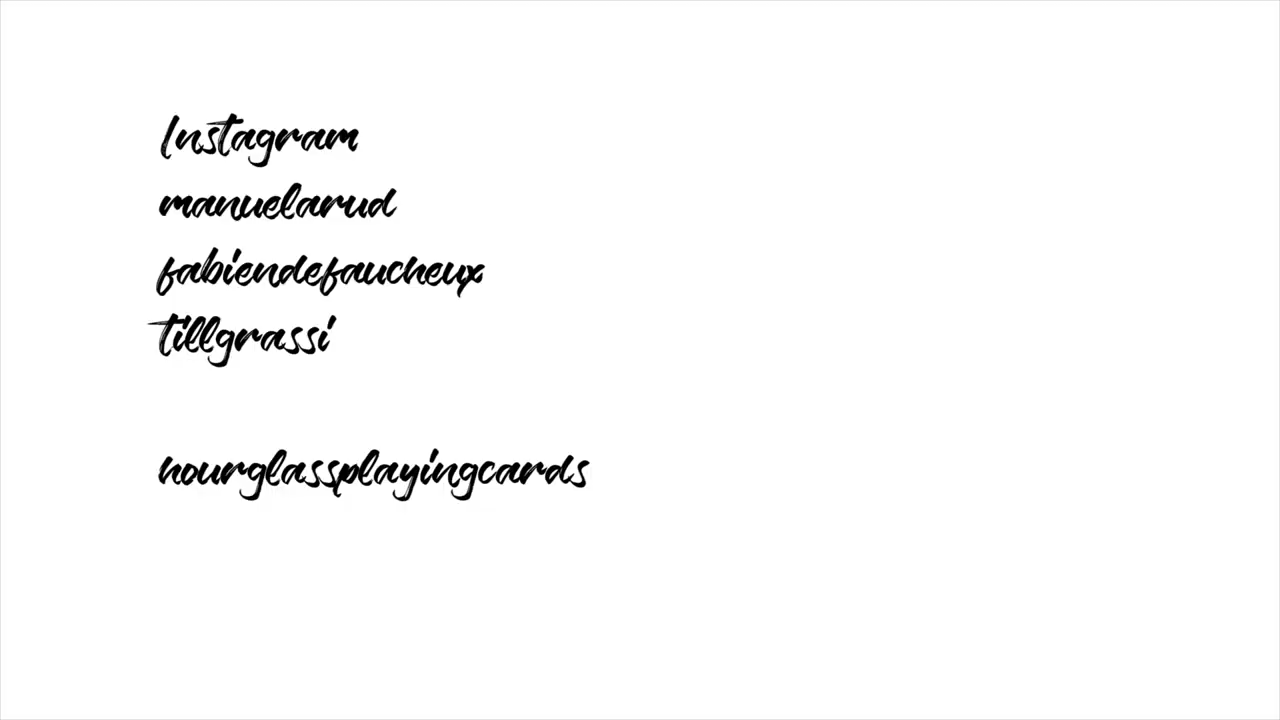 Instagram
manuelarud
fabiendefaucheux
tillgrassi
hourglassplayingcards